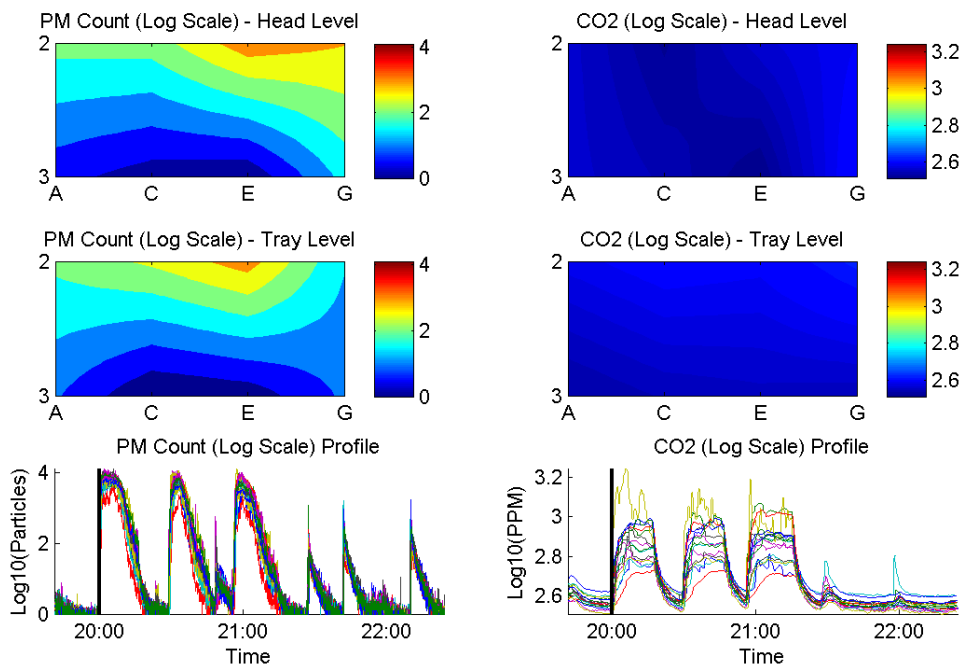 PM Count (Log Scale) - Head Level
2
3
A C E G
4
2
0
CO2 (Log Scale) - Head Level
A C E G
3.2
3
2.8
2.6
PM Count (Log Scale) - Tray Level
2
3
A C E G
4
2
0
CO2 (Log Scale) - Tray Level
2
3
A C E G
3.2
3
2.8
2.6
PM Count (Log Scale) Profile
Log10(Particles)
4
2
0
20:00 21:00 22:00
Time
CO2 (Log Scale) Profile
Log10(PPM)
3.2
3
2.8
2.6
20:00 21:00 22:00
Time